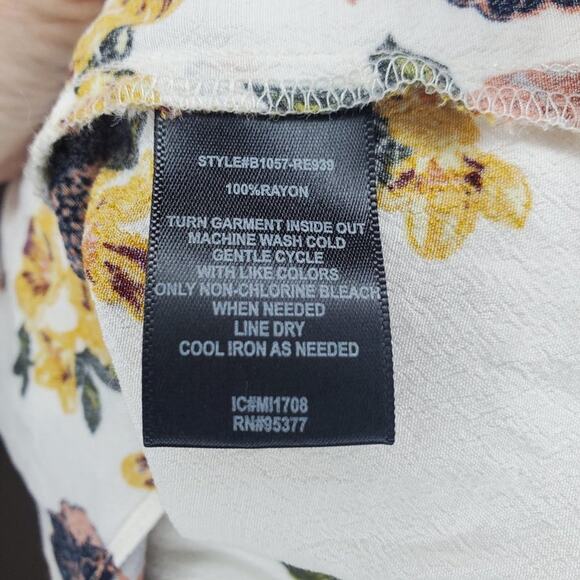 STYLE#B1057-RE939
100%RAYON
TURN GARMENT INSIDE OUT
MACHINE WASH COLD
GENTLE CYCLE
WITH LIKE COLORS
ONLY NON-CHLORINE BLEACH
WHEN NEEDED
LINE DRY
COOL IRON AS NEEDED
IC#MI1708
RN#95377